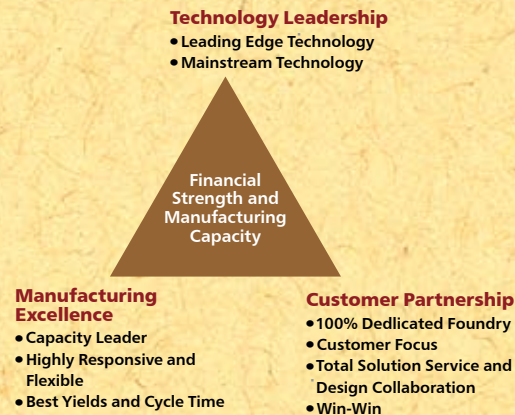 Technology Leadership
• Leading Edge Technology
• Mainstream Technology
Financial
Strength and
Manufacturing
Capacity
Manufacturing
Excellence
• Capacity Leader
• Highly Responsive and
Flexible
• Best Yields and Cycle Time
Customer Partnership
• 100% Dedlicated Foundry
• Customer Focus
• Total Solution Service and
Design Collaboration
• Win-Win